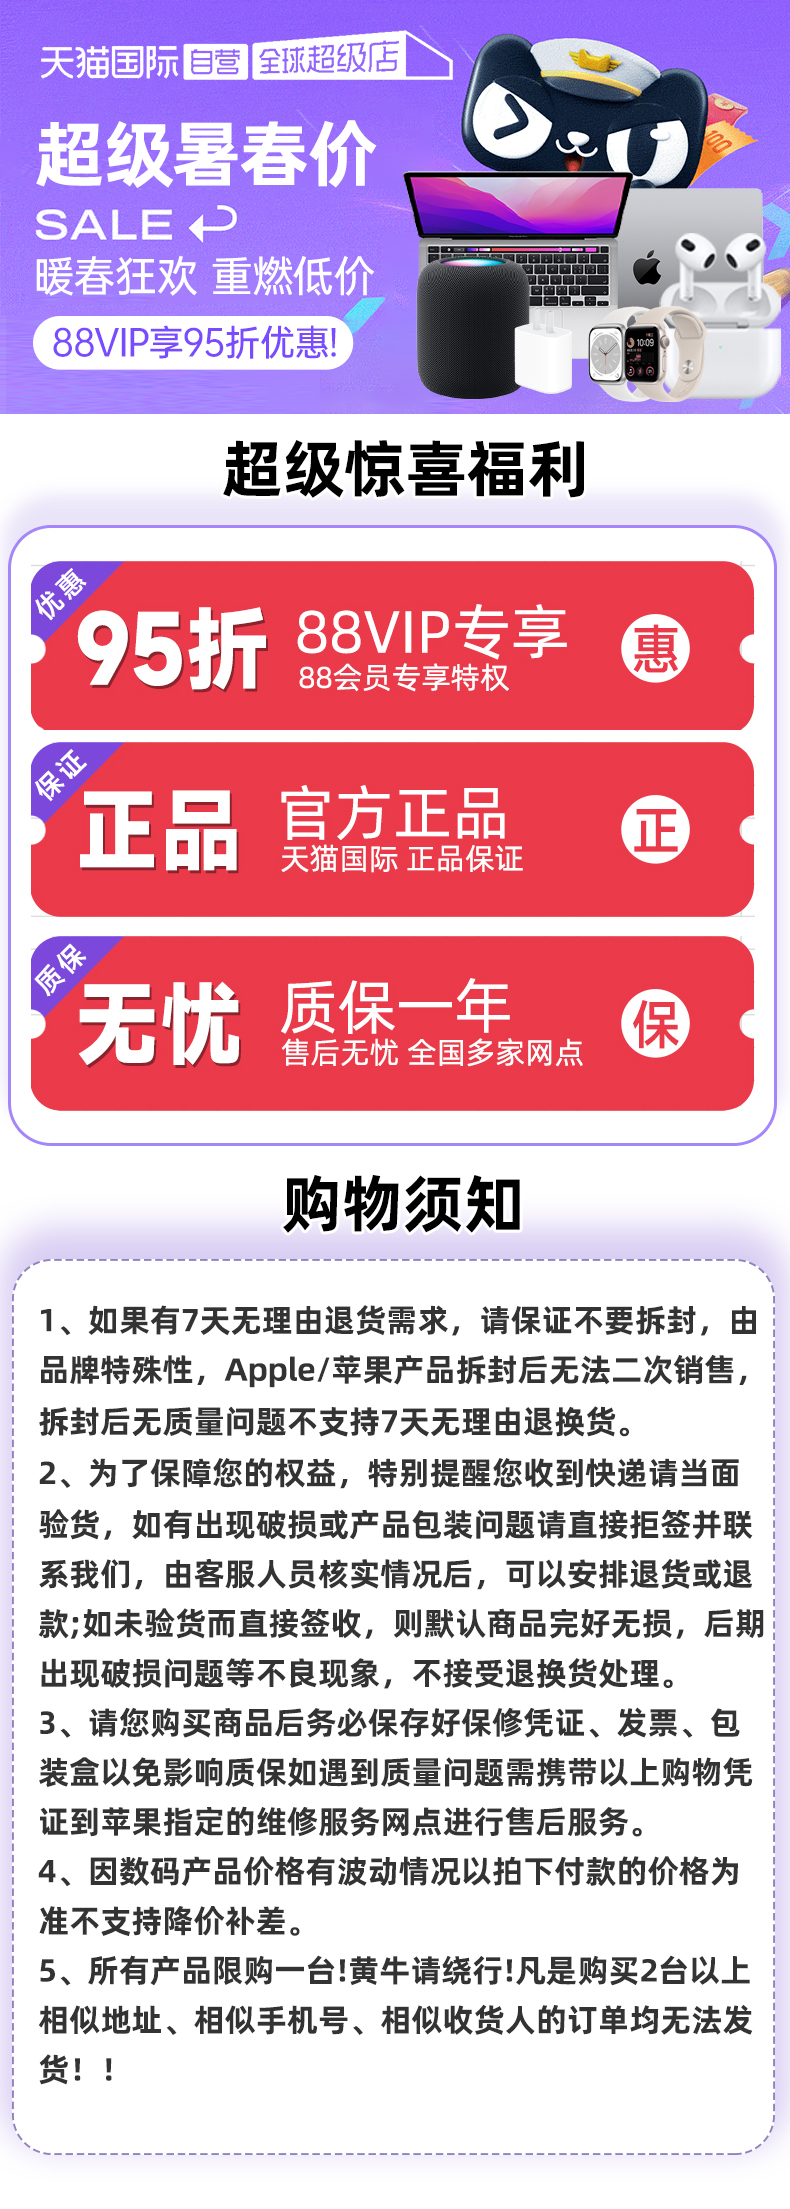 天猫国际 自营 全球超级店
超级暑春价
SALE
暖春狂欢 重燃低价
88VIP享95折优惠!
100
10:09
超级惊喜福利
优惠
95折
88VIP专享
88会员专享特权
惠
保证
正品
官方正品
天猫国际 正品保证
正
质保
无忧
质保一年
售后无忧 全国多家网点
保
购物须知
1、如果有7天无理由退货需求，请保证不要拆封，由
品牌特殊性，Apple/苹果产品拆封后无法二次销售，
拆封后无质量问题不支持7天无理由退换货。
2、为了保障您的权益，特别提醒您收到快递请当面
验货，如有出现破损或产品包装问题请直接拒签并联
系我们，由客服人员核实情况后，可以安排退货或退
款;如未验货而直接签收，则默认商品完好无损，后期
出现破损问题等不良现象，不接受退换货处理。
3、请您购买商品后务必保存好保修凭证、发票、包
装盒以免影响质保如遇到质量问题需携带以上购物凭
证到苹果指定的维修服务网点进行售后服务。
4、因数码产品价格有波动情况以拍下付款的价格为
准不支持降价补差。
5、所有产品限购一台!黄牛请绕行!凡是购买2台以上
相似地址、相似手机号、相似收货人的订单均无法发
货！！